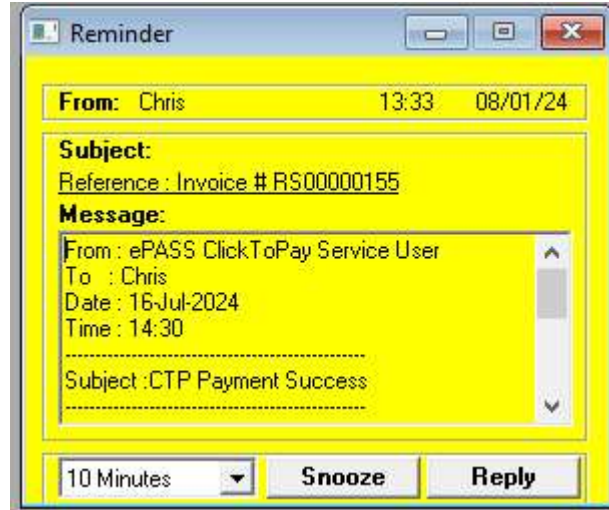 Reminder
From: Chris 13:33 08/01/24
Subject:
Reference : Invoice # RS00000155
Message:
From : ePASS ClickToPay Service User
To : Chris
Date : 16-Jul-2024
Time : 14:30
--------------------------------------------------
Subject :CTP Payment Success
--------------------------------------------------
10 Minutes Snooze Reply